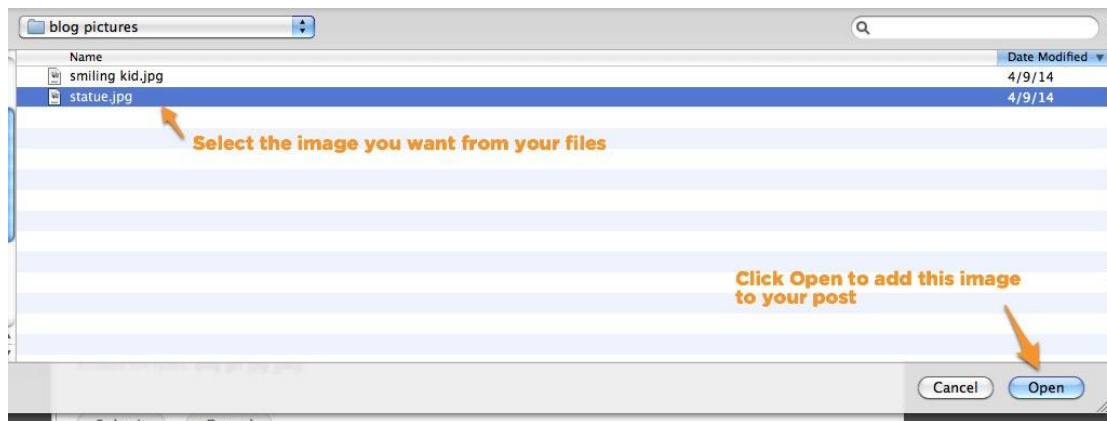 blog pictures
Name Date Modified
smiling kid.jpg 4/9/14
statue.jpg 4/9/14
Select the image you want from your files
Click Open to add this image
to your post
Cancel Open